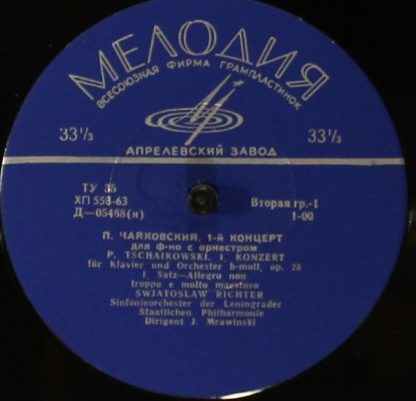 МЕЛОДИЯ
ВСЕСОЮЗНАЯ ФИРМА ГРАМПЛАСТИНОК
33⅓ 33⅓
АПРЕЛЕВСКИЙ ЗАВОД
ТУ 35
ХП 558-63
Д—05468(н)
Вторая гр.-1
1-00
П. ЧАЙКОВСКИЙ. 1-й КОНЦЕРТ
для ф-но с оркестром
P. TSCHAIKOWSKI, I. KONZERT
für Klavier und Orchester b-moll, op. 23
I. Satz—Allegro non
troppo e molto maestoso
SWJATOSLAW RICHTER
Sinfonieorchester der Leningrader
Staatlichen Philharmonie
Dirigent J. Mrawinski